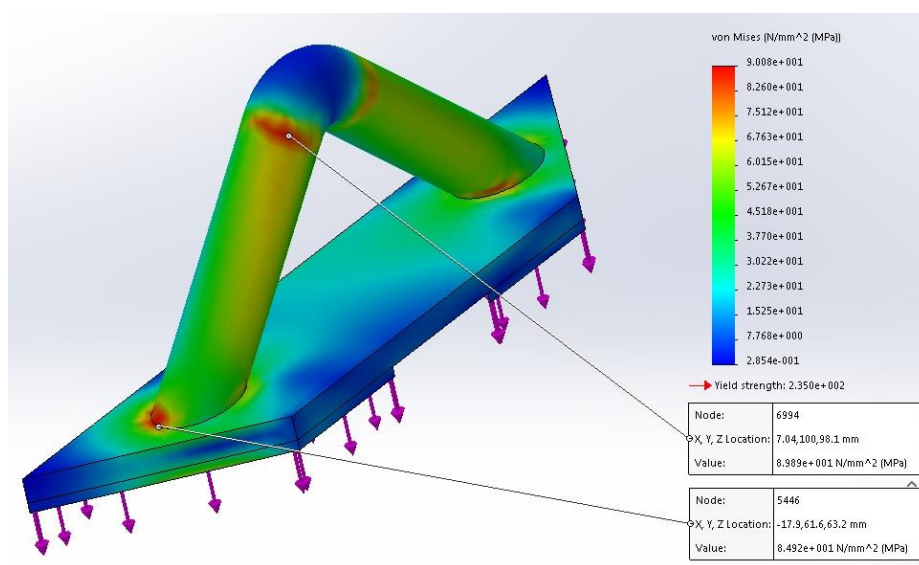 von Mises (N/mm^2 (MPa))
9.008e+001
8.260e+001
7.512e+001
6.763e+001
6.015e+001
5.267e+001
4.518e+001
3.770e+001
3.022e+001
2.273e+001
1.525e+001
7.768e+000
2.854e-001
Yield strength: 2.350e+002
Node: 6994
X, Y, Z Location: 7.04,100,98.1 mm
Value: 8.989e+001 N/mm^2 (MPa)
Node: 5446
X, Y, Z Location: -17.9,61.6,63.2 mm
Value: 8.492e+001 N/mm^2 (MPa)